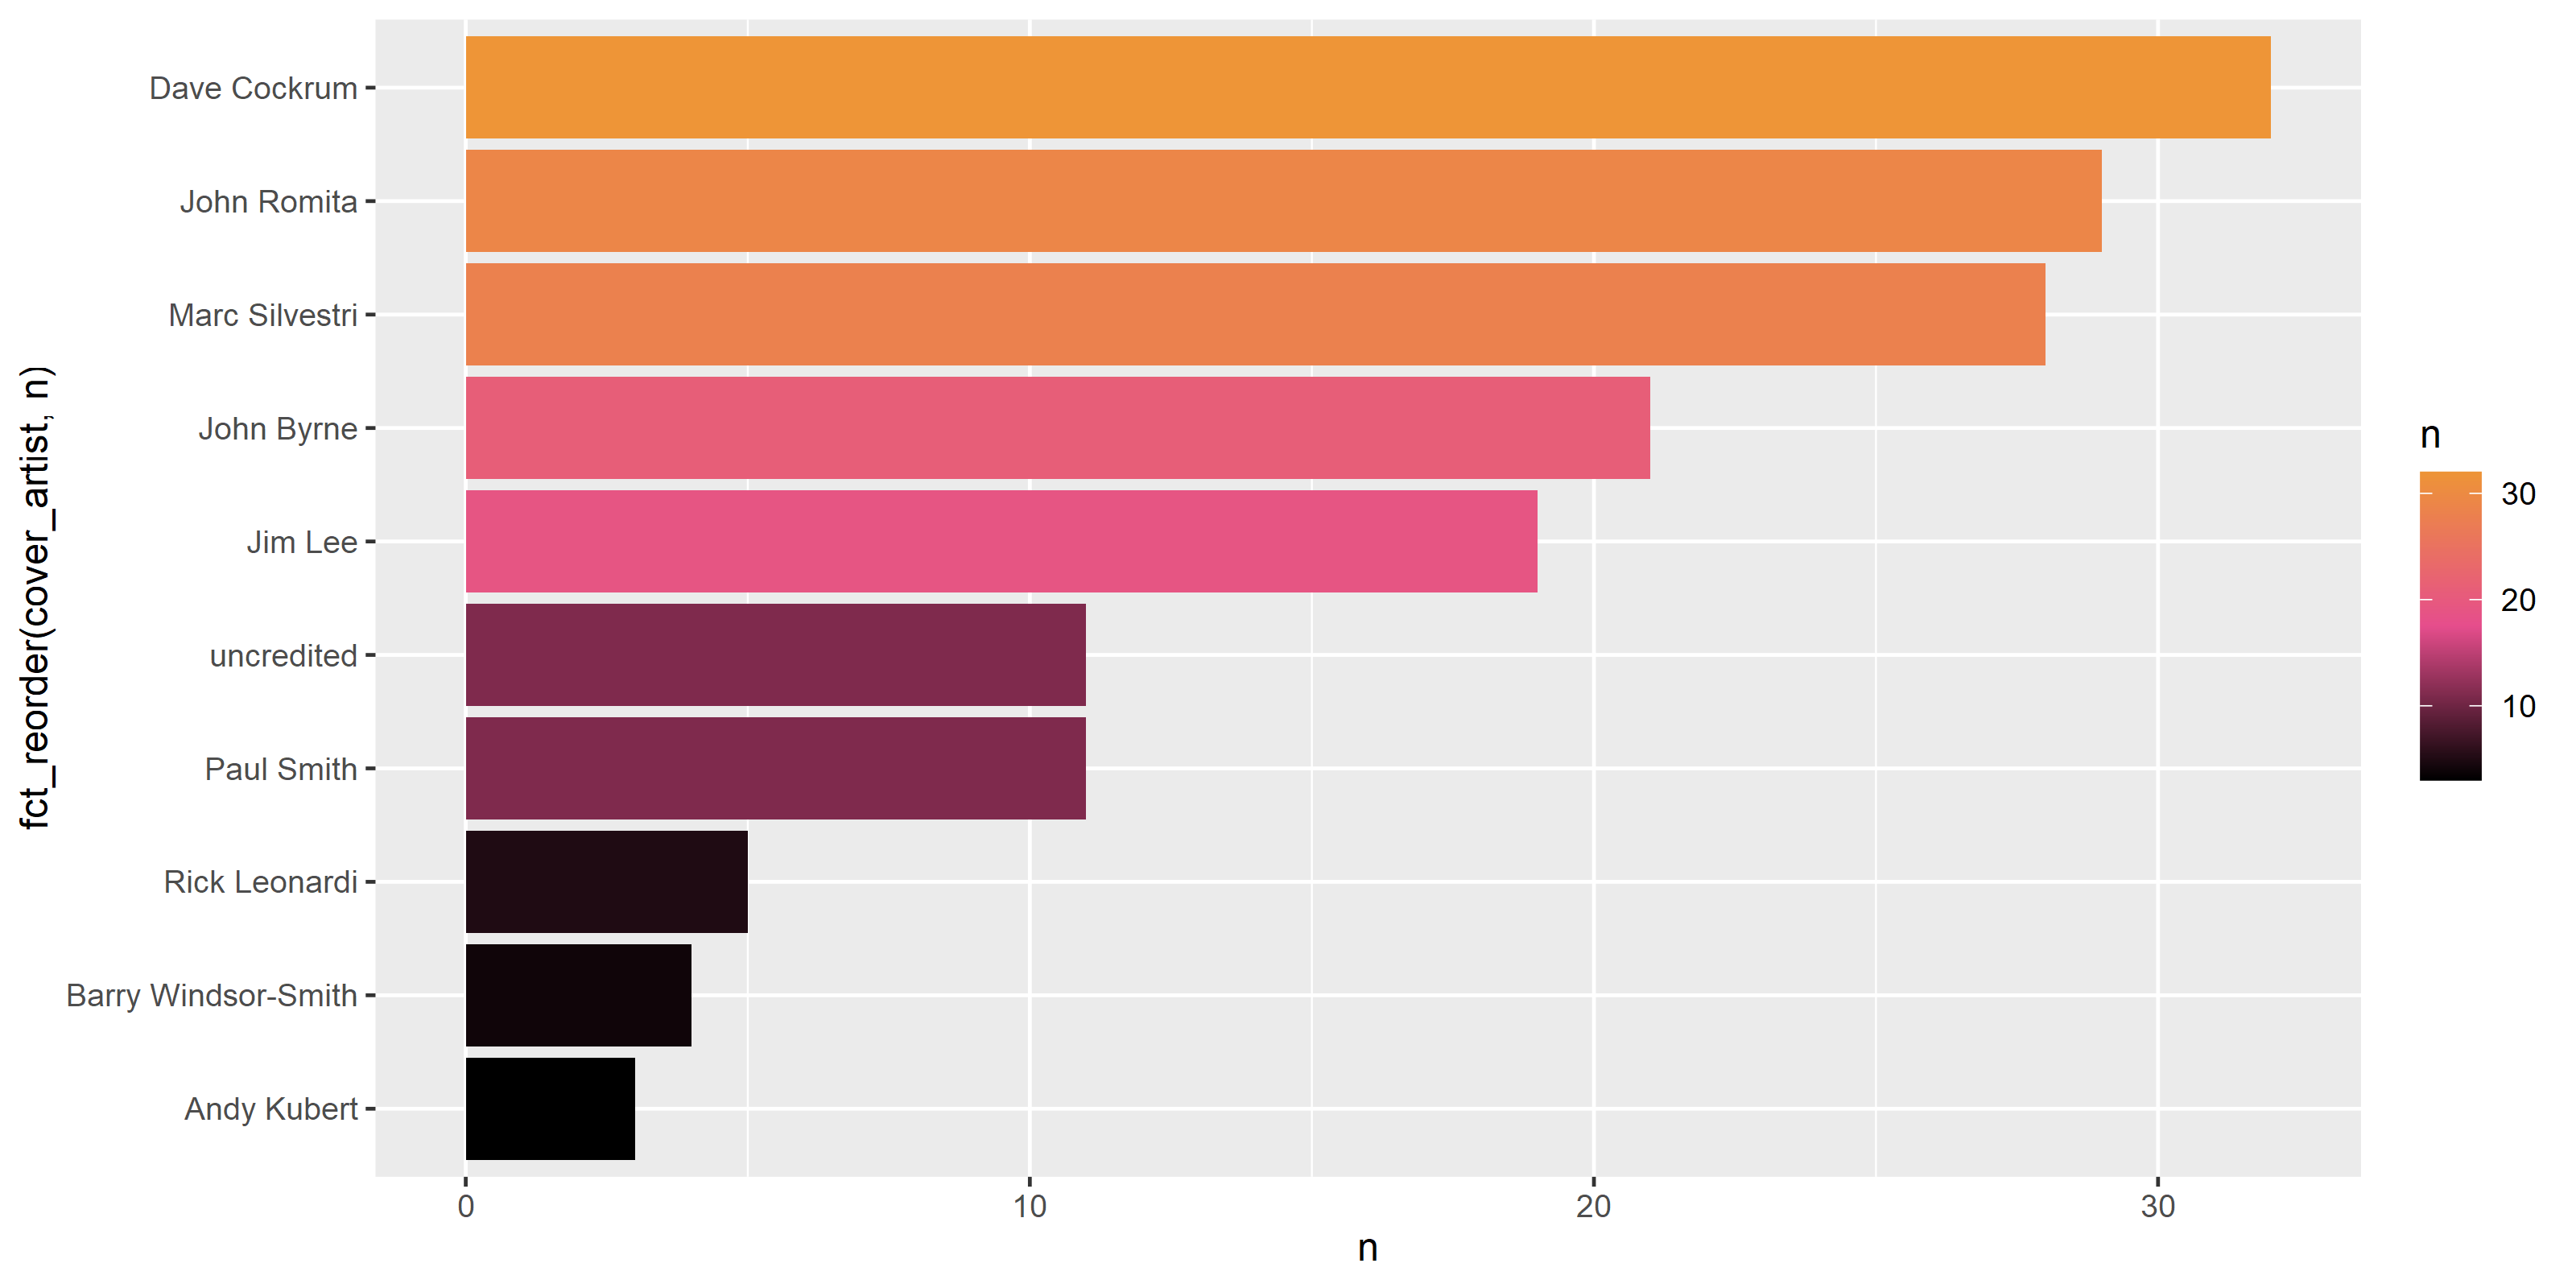 fct_reorder(cover_artist, n)
Dave Cockrum
John Romita
Marc Silvestri
John Byrne
Jim Lee
uncredited
Paul Smith
Rick Leonardi
Barry Windsor-Smith
Andy Kubert
0 10 20 30
n
n
30
20
10